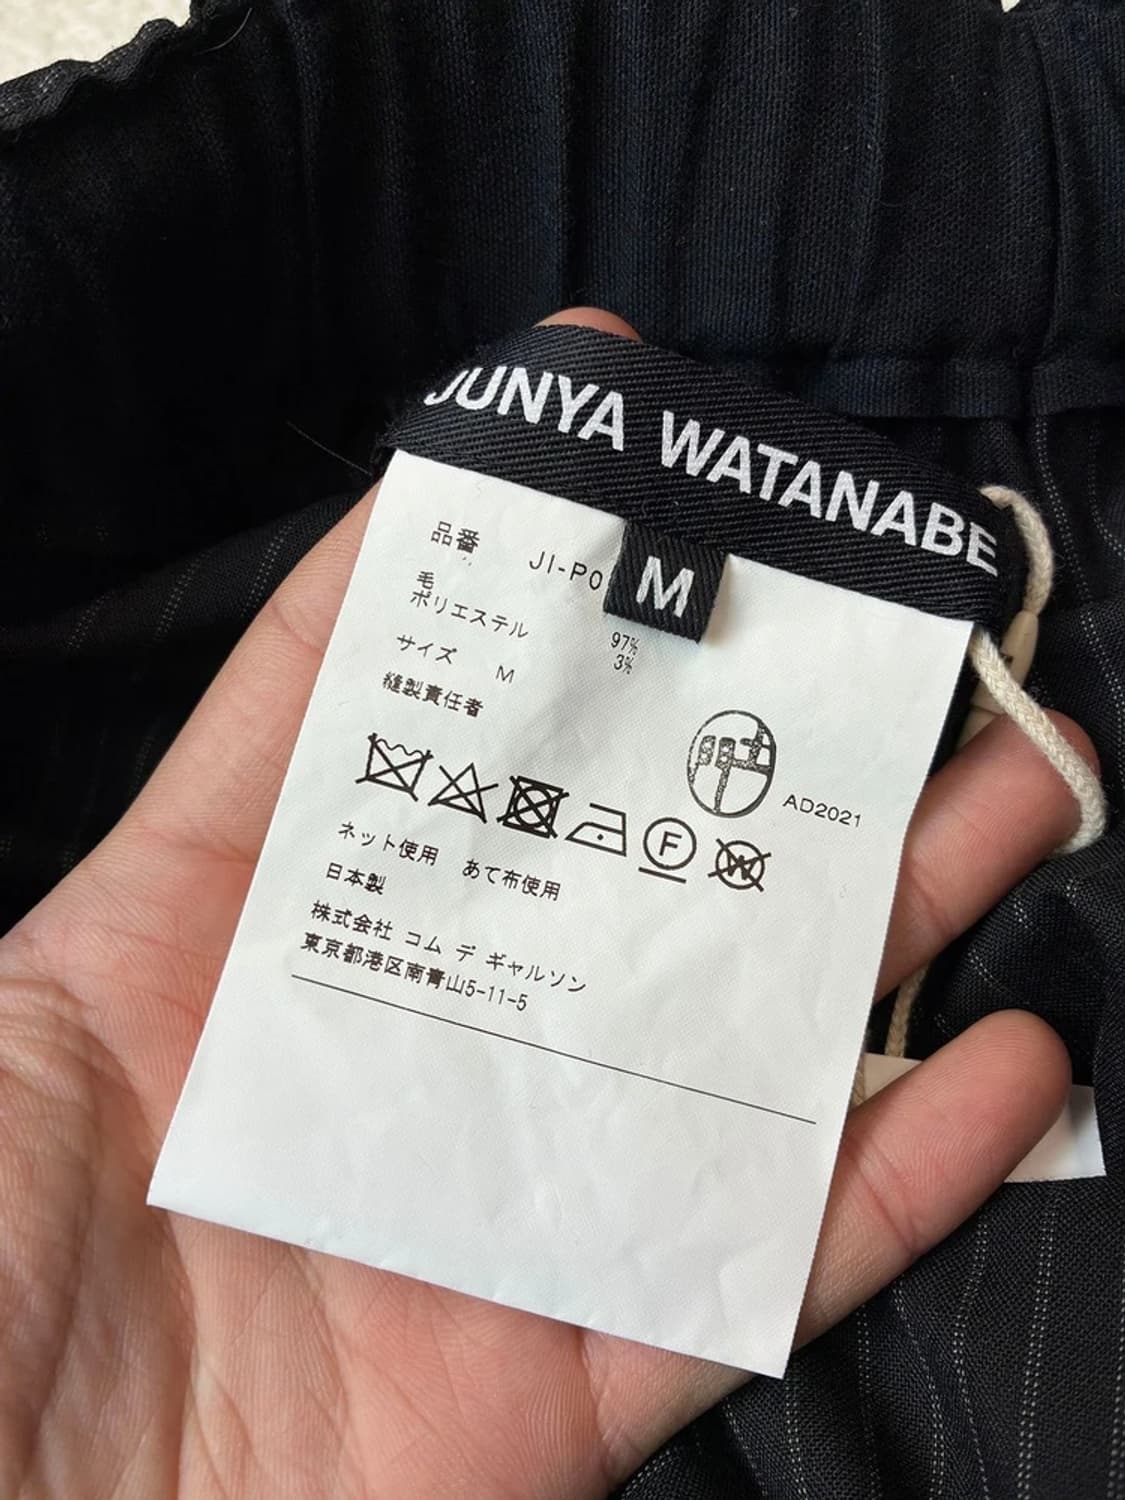 JUNYA WATANABE
M
品番 JI-P0
毛 97%
ポリエステル 3%
サイズ M
縫製責任者
AD2021
F
W
ネット使用 あて布使用
日本製
株式会社 コム デ ギャルソン
東京都港区南青山5-11-5